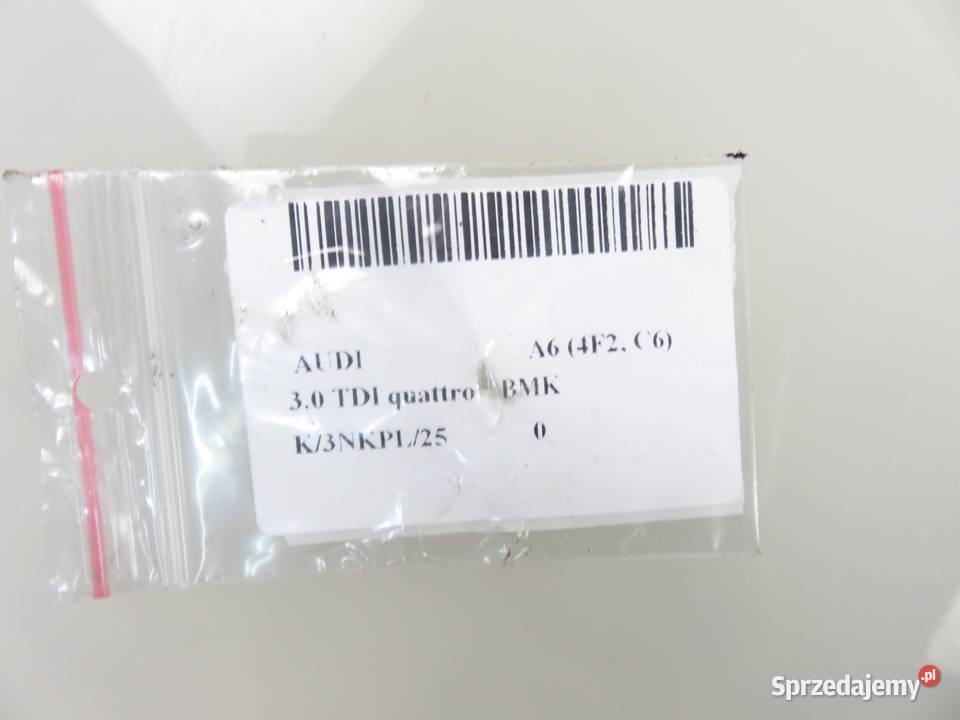 AUDI A6 (4F2, C6)
3.0 TDI quattro BMK
K/3NKPL/25 0
Sprzedajemy.pl